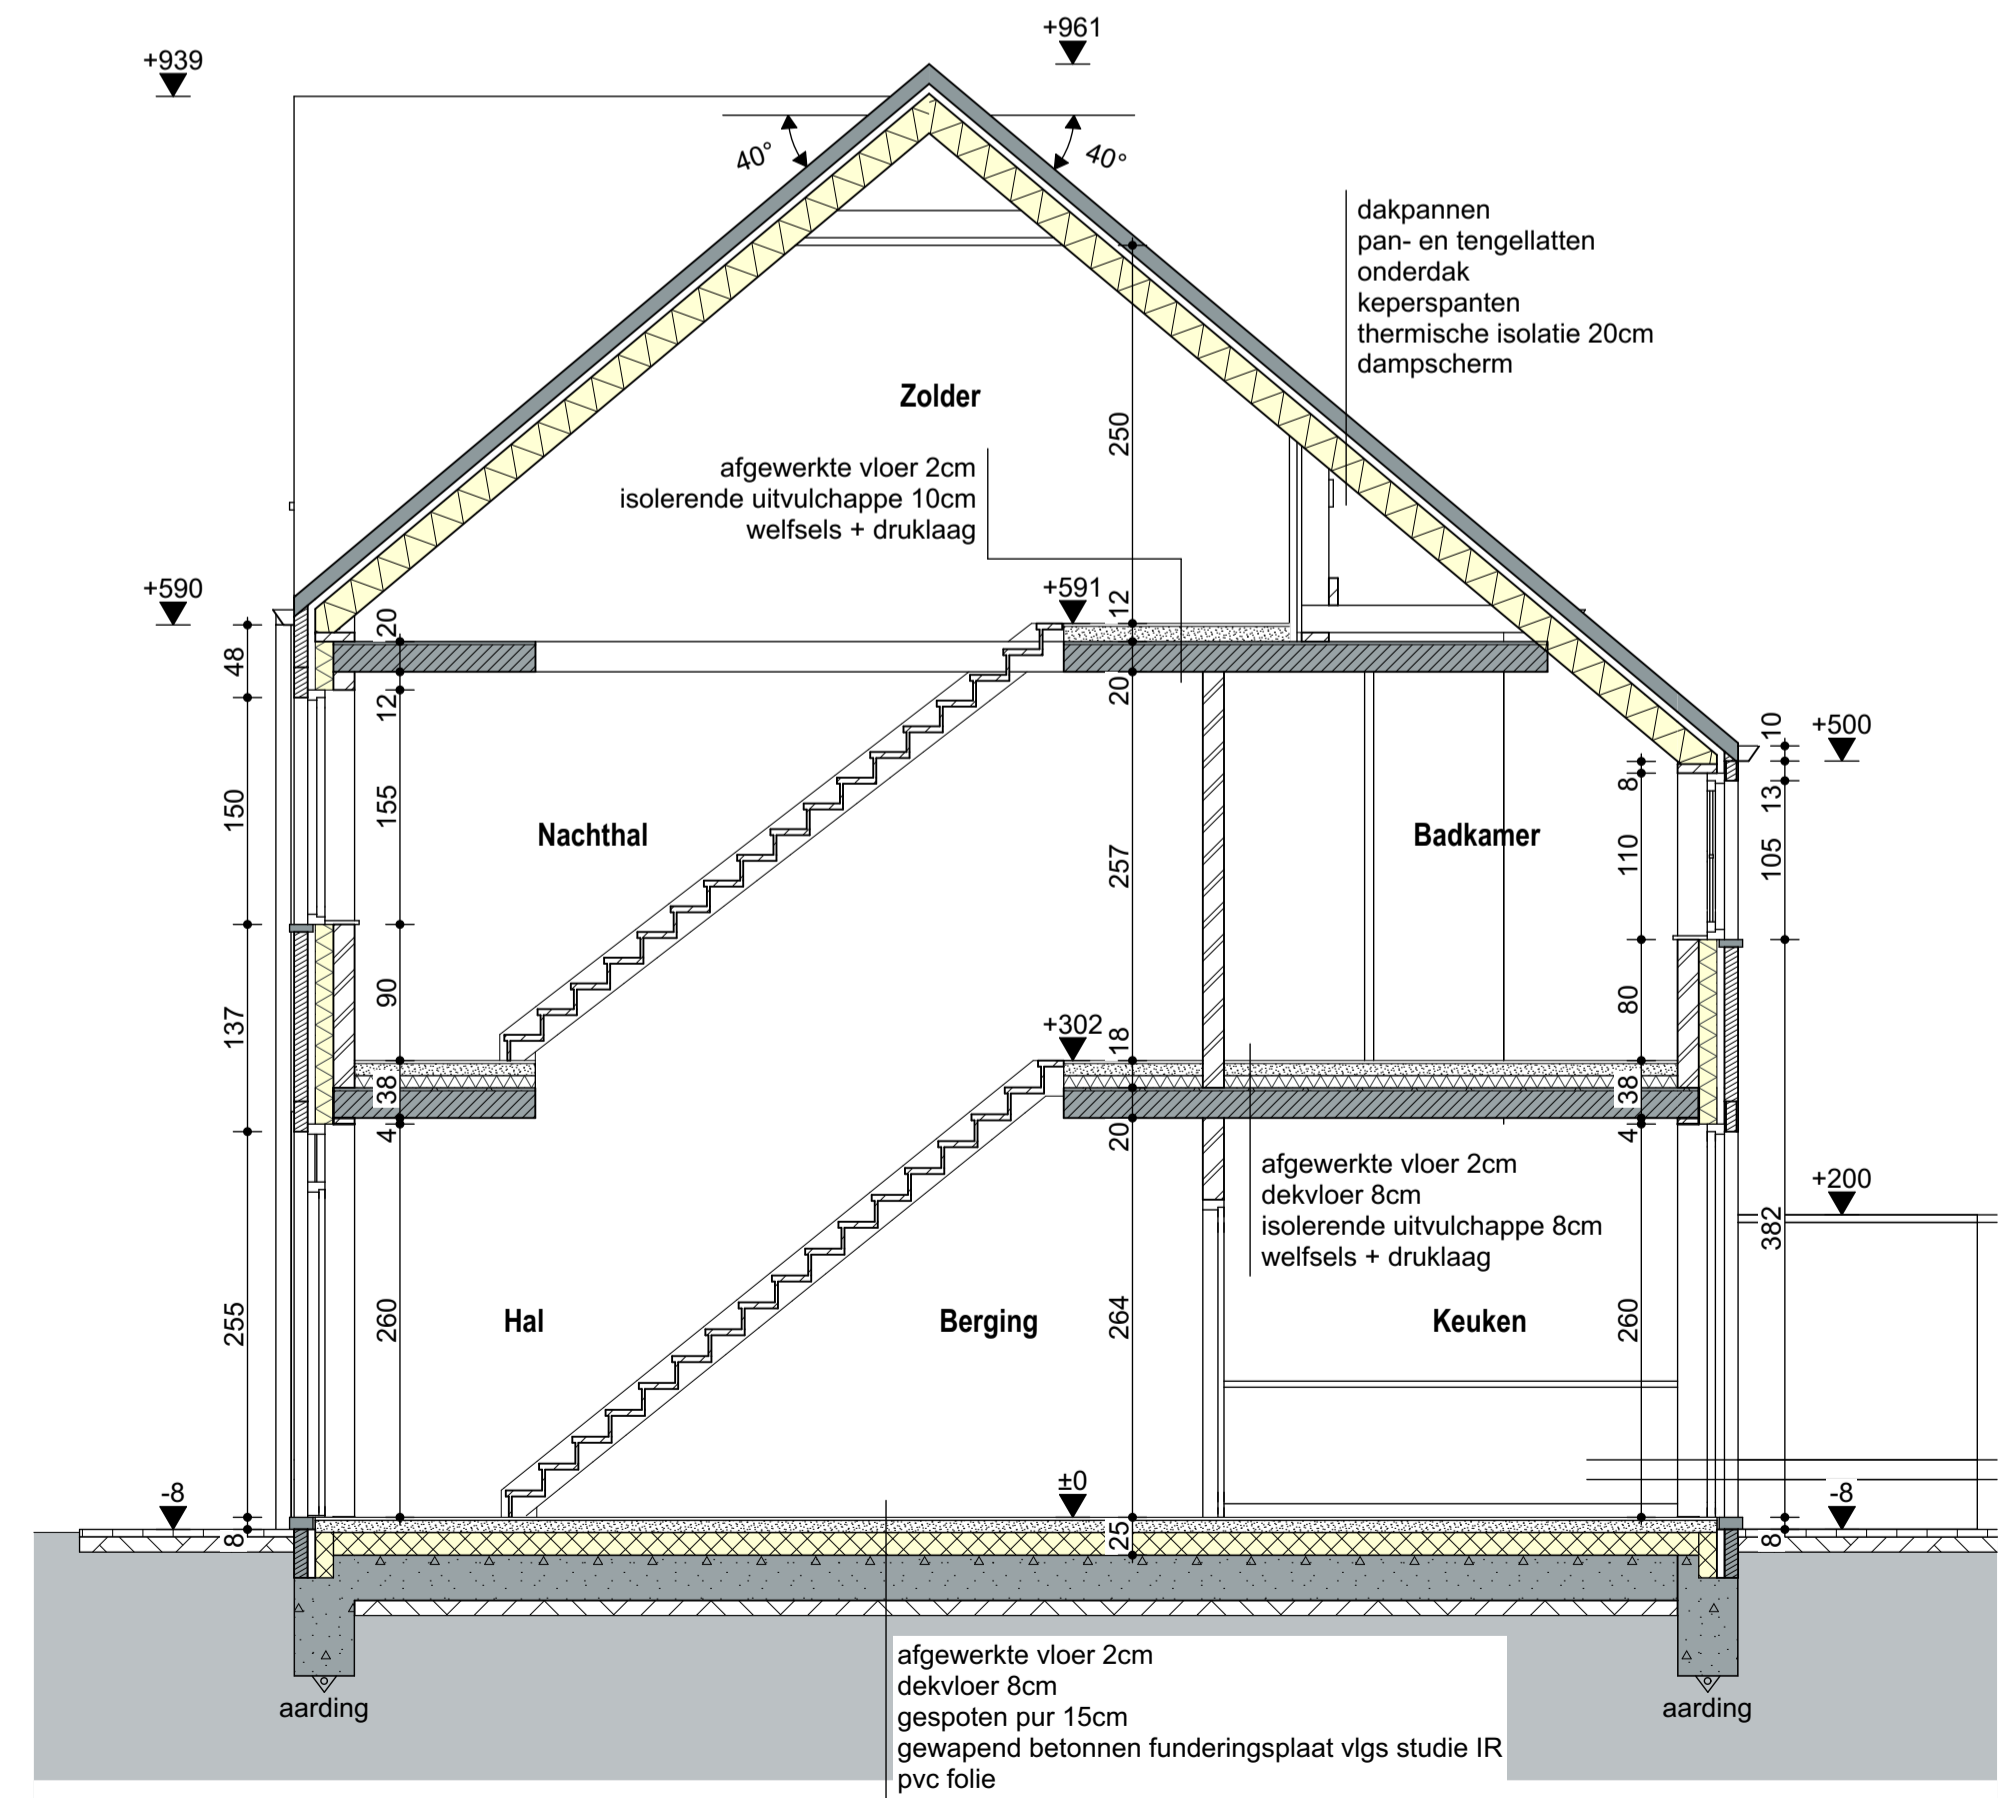 +961
+939
40°
40°
dakpannen
pan- en tengellatten
onderdak
keperspanten
thermische isolatie 20cm
dampscherm
Zolder
250
afgewerkte vloer 2cm
isolerende uitvulchappe 10cm
welfsels + druklaag
+590
+591
12
20
48
12
20
10
+500
8
13
150
155
Nachthal
257
Badkamer
110
105
90
137
80
+302
18
38
38
4
20
4
afgewerkte vloer 2cm
dekvloer 8cm
isolerende uitvulchappe 8cm
welfsels + druklaag
+200
382
255
260
Hal
Berging
264
Keuken
260
-8
±0
-8
8
25
8
afgewerkte vloer 2cm
dekvloer 8cm
gespoten pur 15cm
gewapend betonnen funderingsplaat vlgs studie IR
pvc folie
aarding
aarding